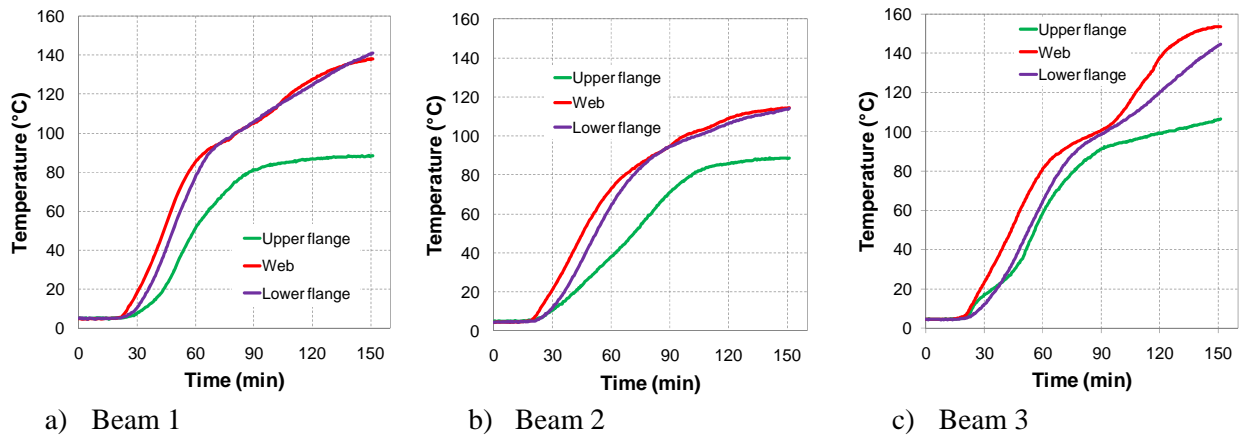 160
140
120
100
80
60
40
20
0
Temperature (°C)
Upper flange
Web
Lower flange
0 30 60 90 120 150
Time (min)
a) Beam 1
160
140
120
100
80
60
40
20
0
Temperature (°C)
Upper flange
Web
Lower flange
0 30 60 90 120 150
Time (min)
b) Beam 2
160
140
120
100
80
60
40
20
0
Temperature (°C)
Upper flange
Web
Lower flange
0 30 60 90 120 150
Time (min)
c) Beam 3